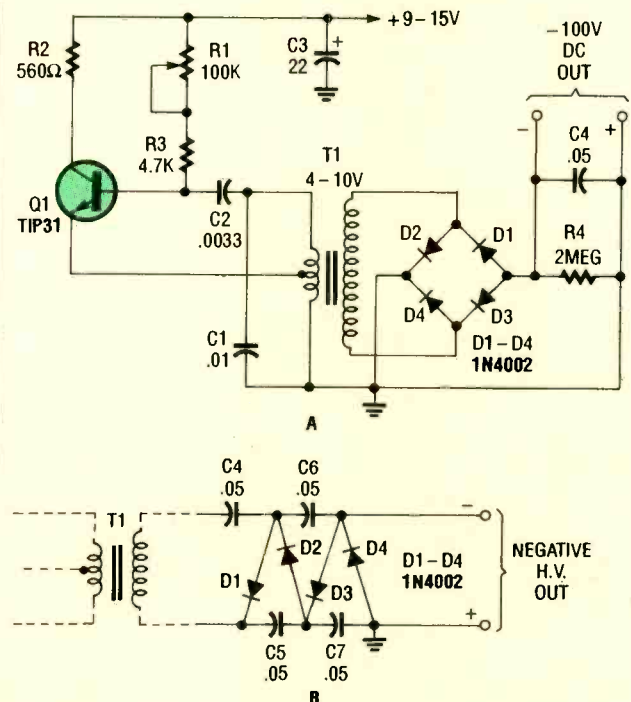 +9–15V
R2
560Ω
R1
100K
C3
22
+
R3
4.7K
Q1
TIP31
C2
.0033
T1
4–10V
C1
.01
D2
D1
D4
D3
D1–D4
1N4002
–100V
DC
OUT
–
+
C4
.05
R4
2MEG
A
T1
C4
.05
C6
.05
D1
D2
D3
D4
D1–D4
1N4002
C5
.05
C7
.05
–
+
NEGATIVE
H.V.
OUT
B